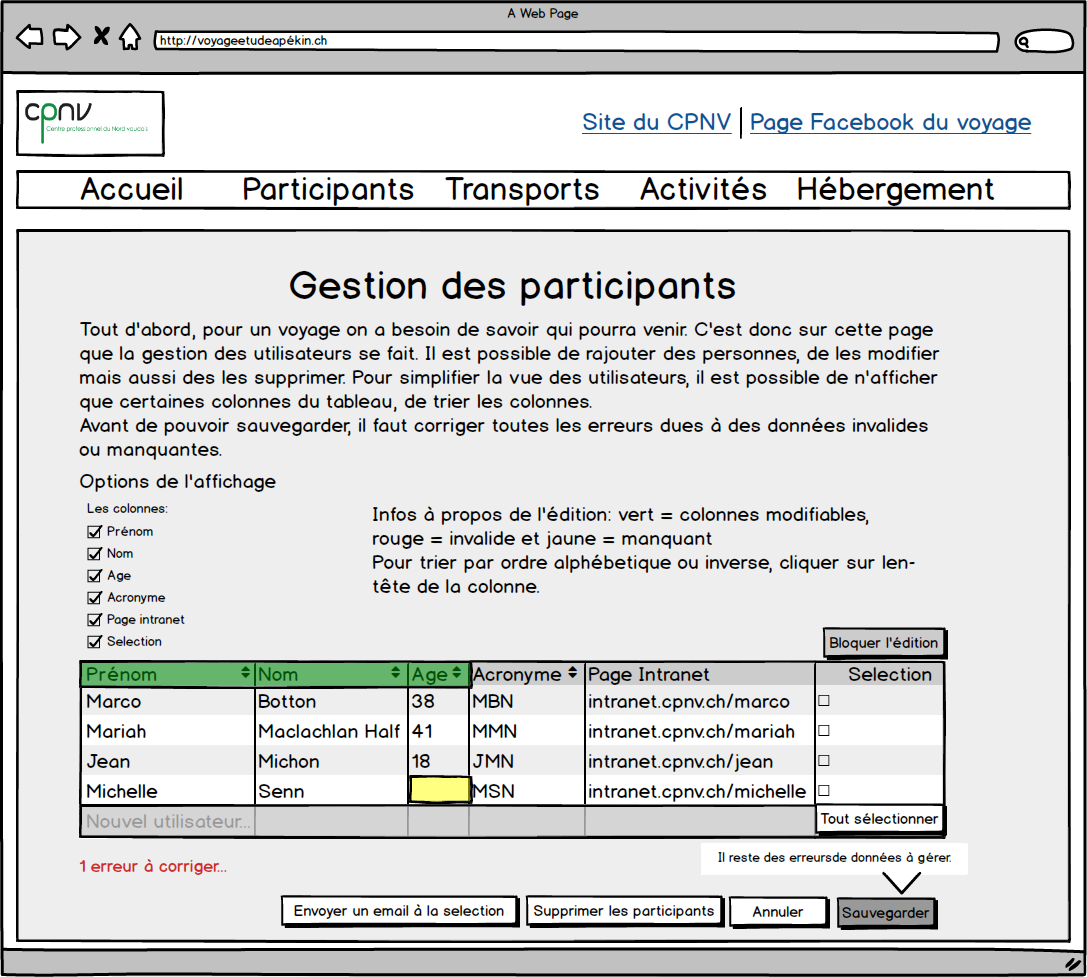 A Web Page
http://voyageetudeapékin.ch
cpnv
Centre professionnel du Nord vaudois
Site du CPNV | Page Facebook du voyage
Accueil Participants Transports Activités Hébergement
Gestion des participants
Tout d'abord, pour un voyage on a besoin de savoir qui pourra venir. C'est donc sur cette page
que la gestion des utilisateurs se fait. Il est possible de rajouter des personnes, de les modifier
mais aussi des les supprimer. Pour simplifier la vue des utilisateurs, il est possible de n'afficher
que certaines colonnes du tableau, de trier les colonnes.
Avant de pouvoir sauvegarder, il faut corriger toutes les erreurs dues à des données invalides
ou manquantes.
Options de l'affichage
Les colonnes:
Prénom
Nom
Age
Acronyme
Page intranet
Selection
Infos à propos de l'édition: vert = colonnes modifiables,
rouge = invalide et jaune = manquant
Pour trier par ordre alphébetique ou inverse, cliquer sur len-
tête de la colonne.
Bloquer l'édition
Prénom Nom Age Acronyme Page Intranet Selection
Marco Botton 38 MBN intranet.cpnv.ch/marco
Mariah Maclachlan Half 41 MMN intranet.cpnv.ch/mariah
Jean Michon 18 JMN intranet.cpnv.ch/jean
Michelle Senn MSN intranet.cpnv.ch/michelle
Nouvel utilisateur... Tout sélectionner
1 erreur à corriger...
Il reste des erreursde données à gérer.
Envoyer un email à la selection Supprimer les participants Annuler Sauvegarder